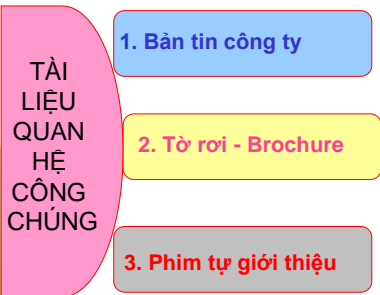 TÀI
LIỆU
QUAN
HỆ
CÔNG
CHÚNG
1. Bản tin công ty
2. Tờ rơi - Brochure
3. Phim tự giới thiệu